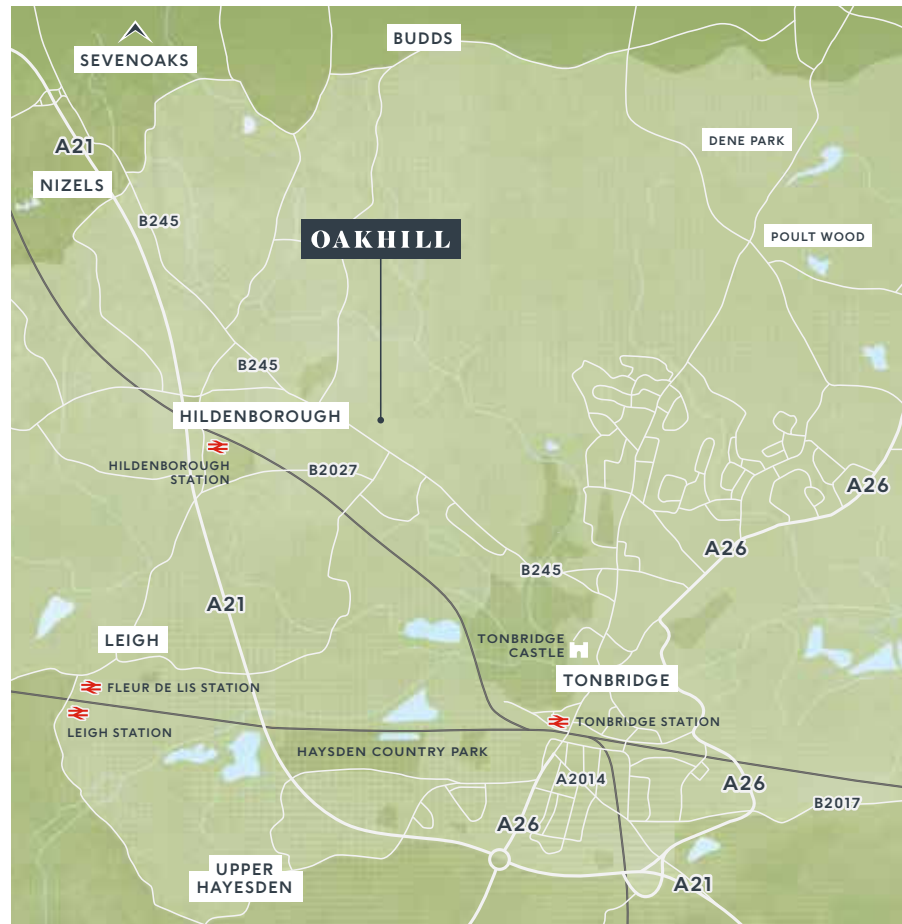 BUDDS
SEVENOAKS
DENE PARK
A21
NIZELS
B245
OAKHILL
POULT WOOD
B245
HILDENBOROUGH
HILDENBOROUGH
STATION
B2027
A26
A26
B245
A21
LEIGH
TONBRIDGE
CASTLE
TONBRIDGE
FLEUR DE LIS STATION
LEIGH STATION
TONBRIDGE STATION
HAYSDEN COUNTRY PARK
A2014
A26
B2017
A26
UPPER
HAYESDEN
A21